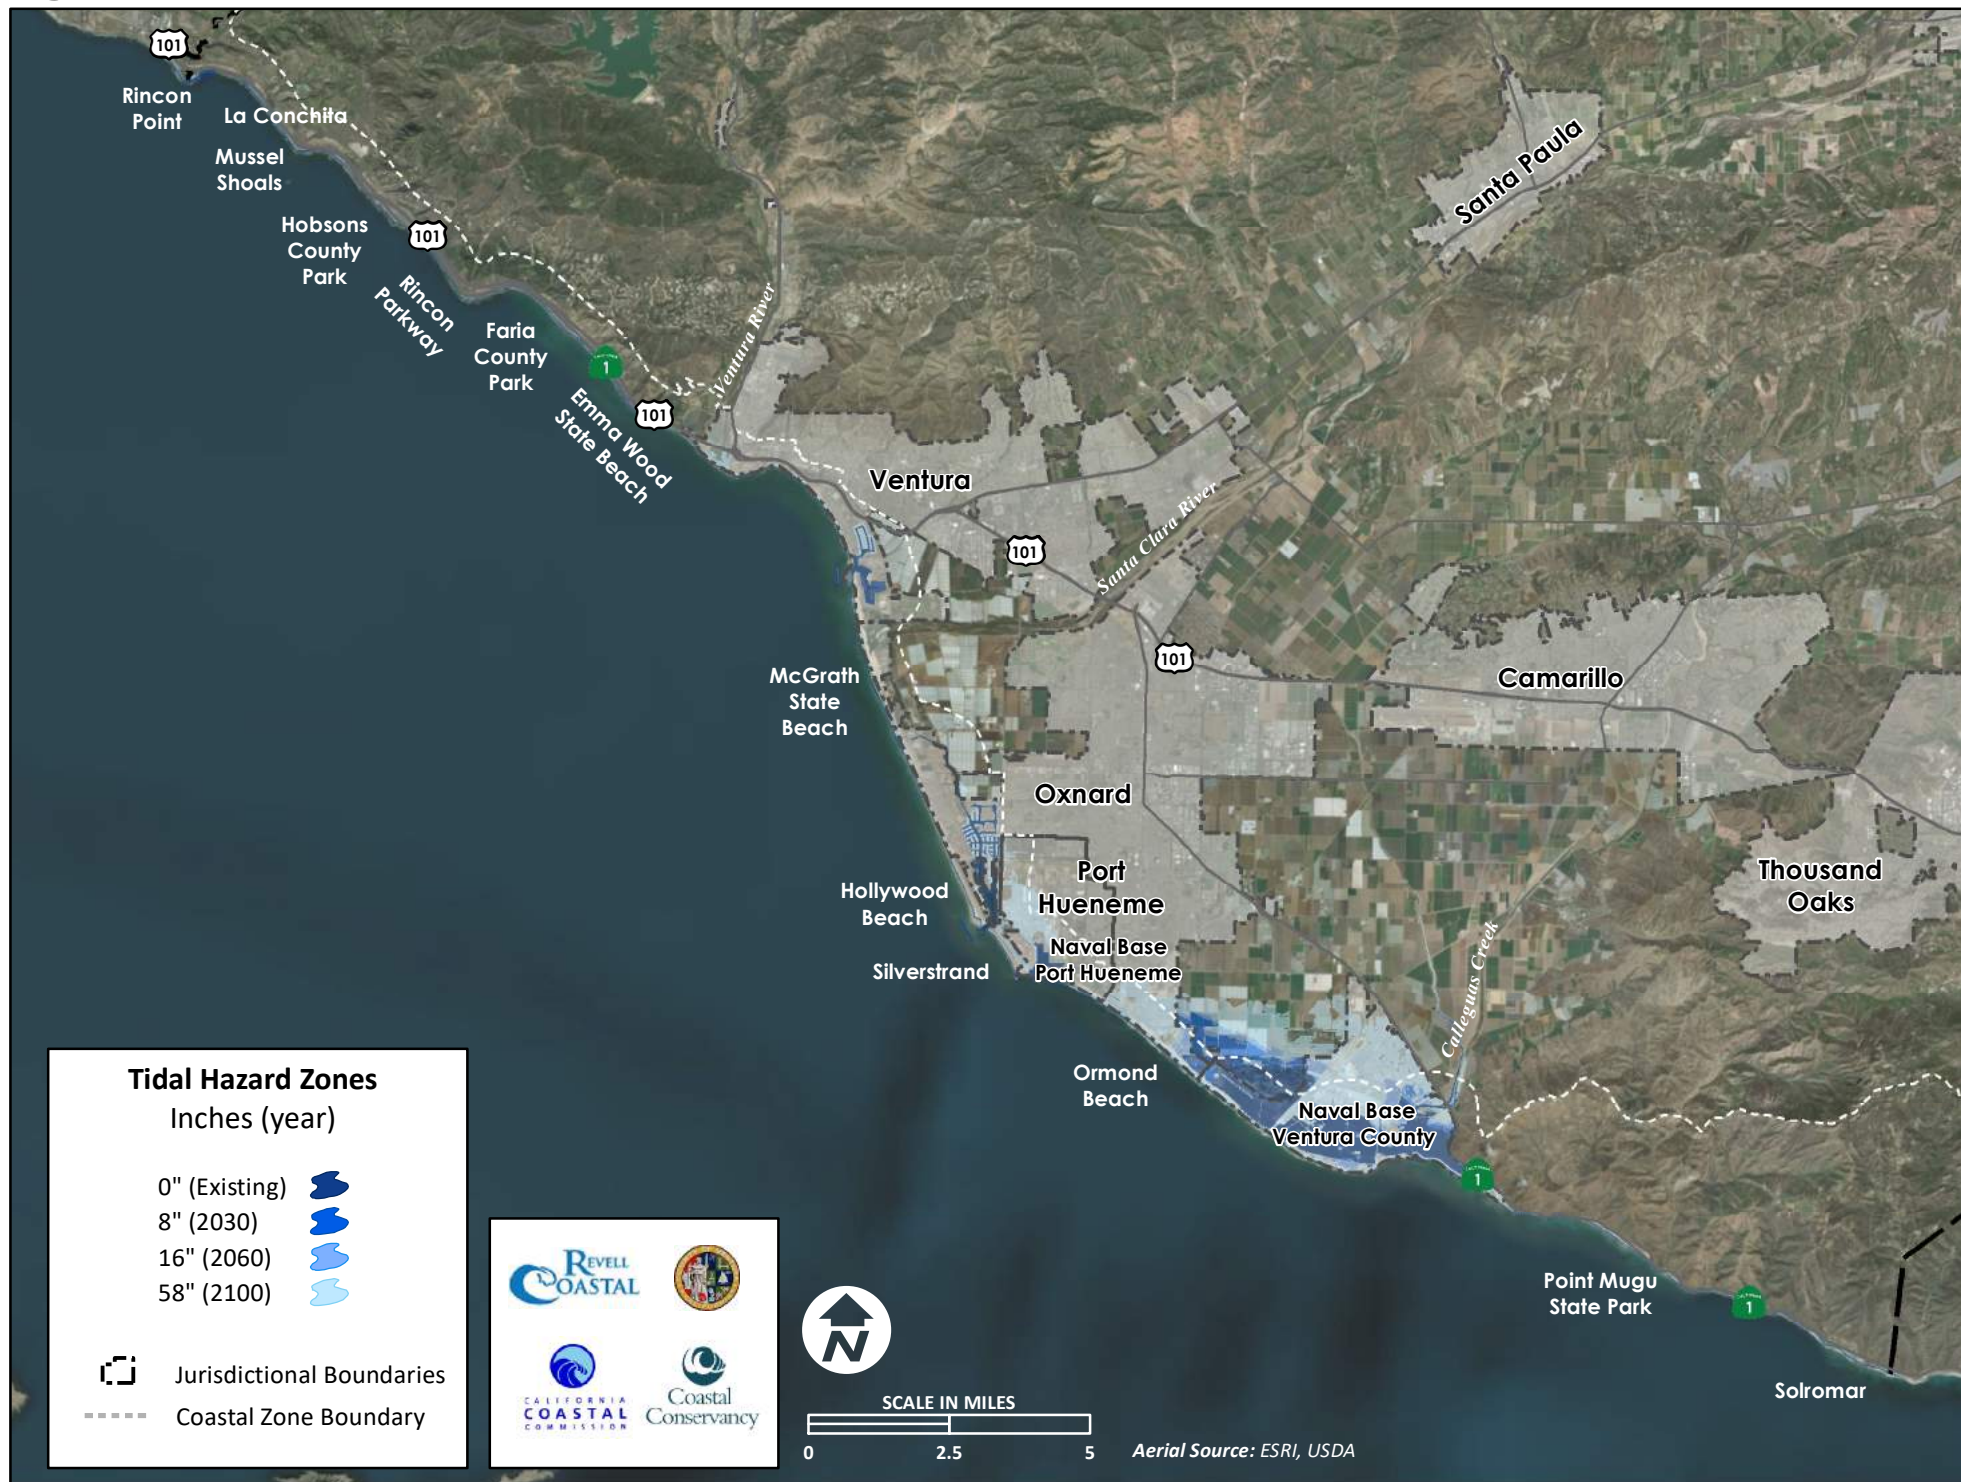 101
Rincon
Point
La Conchita
Mussel
Shoals
Hobsons
County
Park
101
Rincon
Parkway
Faria
County
Park
1
101
Emma Wood
State Beach
Ventura River
Santa Paula
Ventura
101
Santa Clara River
101
McGrath
State
Beach
Camarillo
Oxnard
Port
Hueneme
Thousand
Oaks
Hollywood
Beach
Naval Base
Port Hueneme
Silverstrand
Calleguas Creek
Ormond
Beach
Naval Base
Ventura County
1
Point Mugu
State Park
1
Solromar
Tidal Hazard Zones
Inches (year)
0" (Existing)
8" (2030)
16" (2060)
58" (2100)
Jurisdictional Boundaries
Coastal Zone Boundary
REVELL
COASTAL
CALIFORNIA
COASTAL
COMMISSION
Coastal
Conservancy
N
SCALE IN MILES
0 2.5 5
Aerial Source: ESRI, USDA